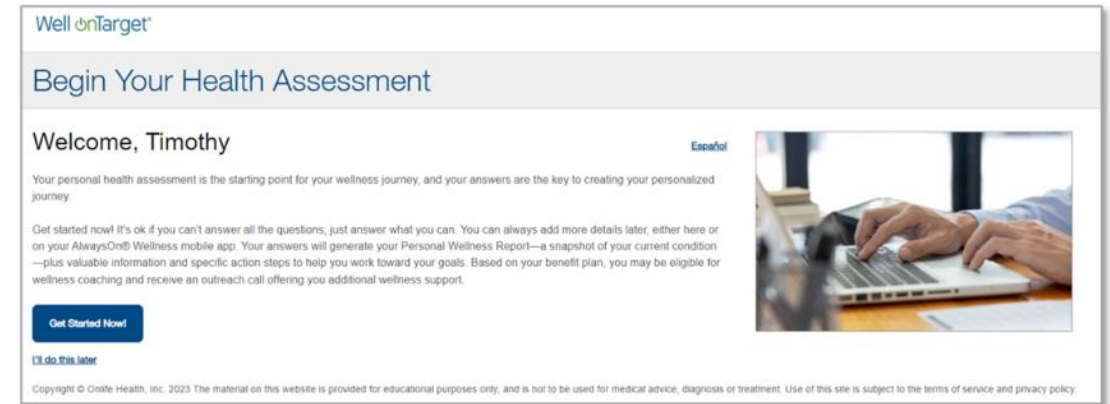 Well onTarget®
Begin Your Health Assessment
Welcome, Timothy
Español
Your personal health assessment is the starting point for your wellness journey, and your answers are the key to creating your personalized
journey.
Get started now! It's ok if you can't answer all the questions; just answer what you can. You can always add more details later, either here or
on your AlwaysOn® Wellness mobile app. Your answers will generate your Personal Wellness Report—a snapshot of your current condition
—plus valuable information and specific action steps to help you work toward your goals. Based on your benefit plan, you may be eligible for
wellness coaching and receive an outreach call offering you additional wellness support.
Get Started Now!
I'll do this later
Copyright © Onlife Health, Inc. 2023 The material on this website is provided for educational purposes only, and is not to be used for medical advice, diagnosis or treatment. Use of this site is subject to the terms of service and privacy policy.